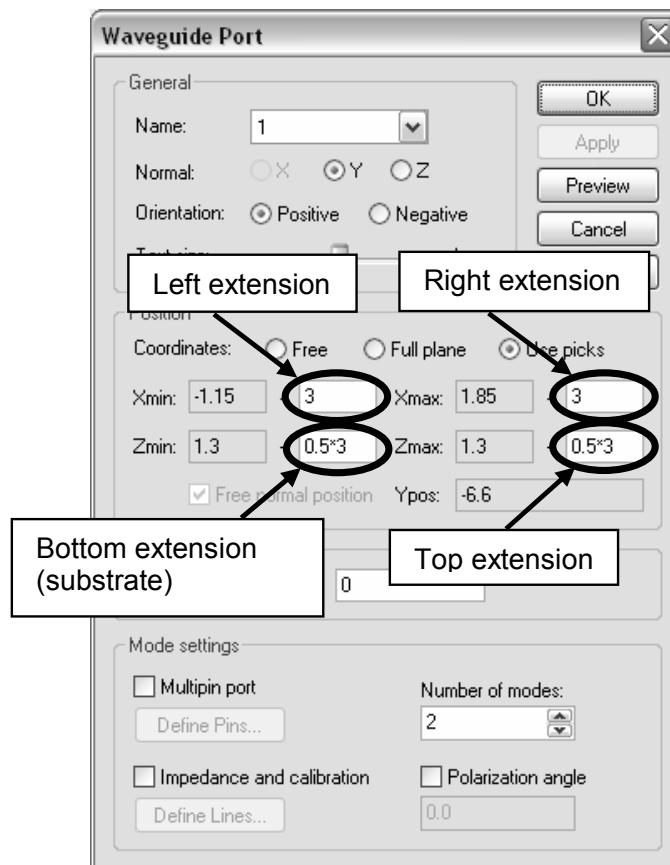 Waveguide Port
General
Name: 1
Normal: X Y Z
Orientation: Positive Negative
OK
Apply
Preview
Cancel
Left extension
Right extension
Position
Coordinates: Free Full plane Use picks
Xmin: -1.15 - 3 Xmax: 1.85 + 3
Zmin: 1.3 - 0.5*3 Zmax: 1.3 + 0.5*3
Free normal position Ypos: -6.6
Bottom extension
(substrate)
Top extension
0
Mode settings
Multipin port
Number of modes:
Define Pins...
2
Impedance and calibration
Polarization angle
Define Lines...
0.0